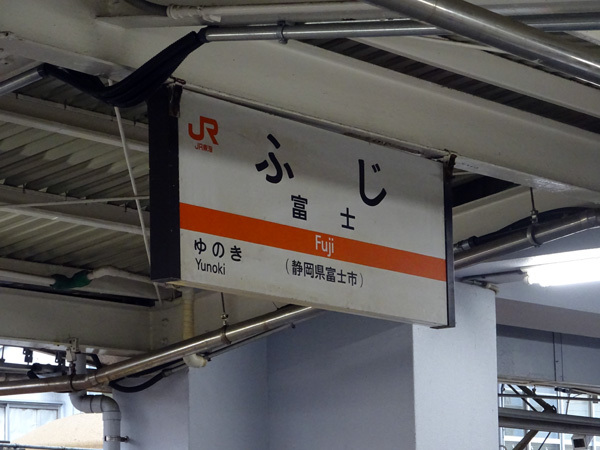 JR
JR東海
ふじ
富士
Fuji
ゆのき
Yunoki
（静岡県富士市）